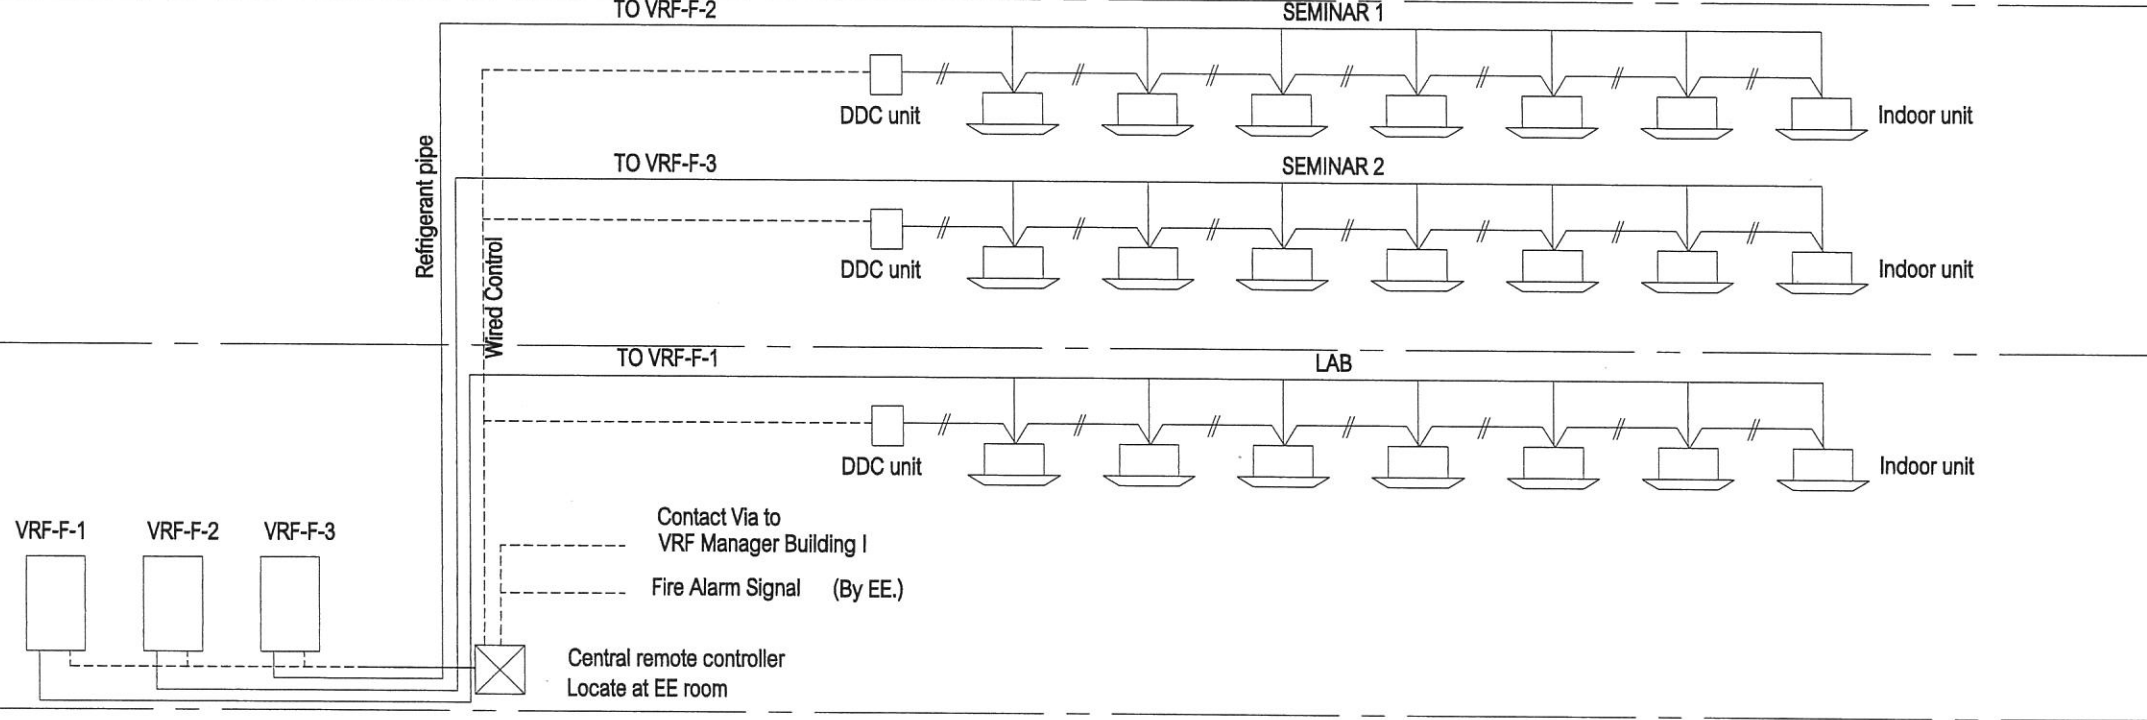 TO VRF-F-2
SEMINAR 1
DDC unit
Indoor unit
Refrigerant pipe
TO VRF-F-3
SEMINAR 2
DDC unit
Indoor unit
Wired Control
TO VRF-F-1
LAB
DDC unit
Indoor unit
VRF-F-1
VRF-F-2
VRF-F-3
Contact Via to
VRF Manager Building I
Fire Alarm Signal (By EE.)
Central remote controller
Locate at EE room